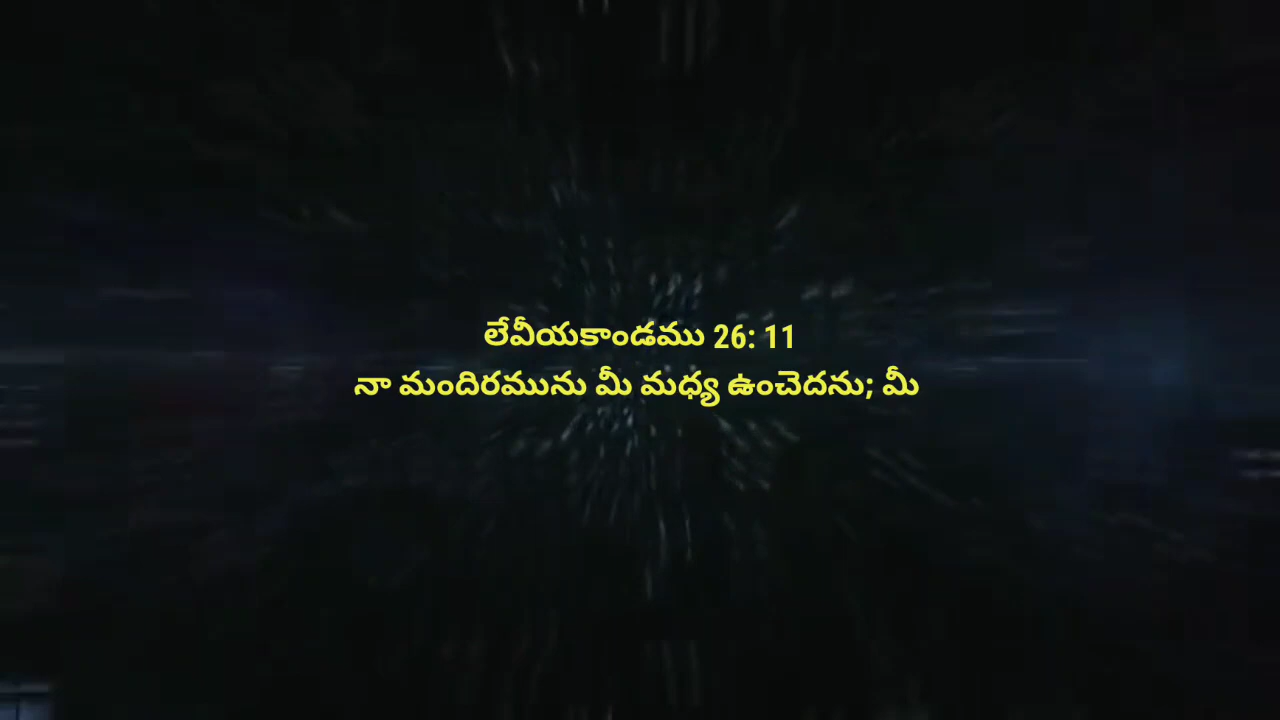 లేవీయకాండము 26: 11
నా మందిరమును మీ మధ్య ఉంచెదను; మీ